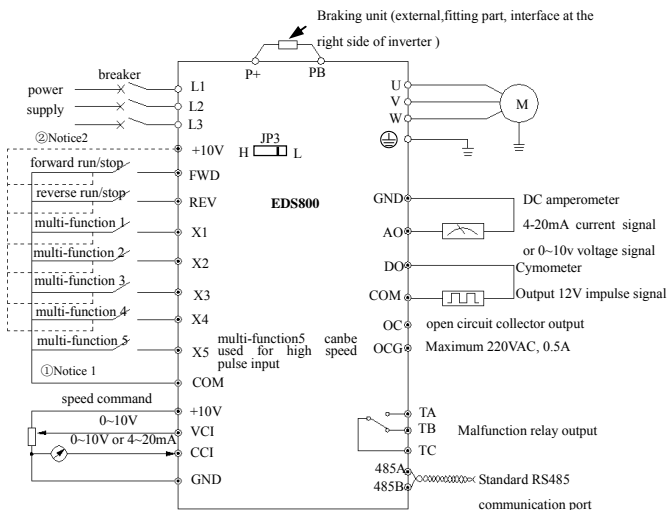 Braking unit (external,fitting part, interface at the
right side of inverter )
breaker
P+
PB
power
supply
L1
L2
L3
U
V
W
M
②Notice2
+10V
JP3
H
L
forward run/stop
FWD
reverse run/stop
REV
EDS800
GND
DC amperometer
multi-function 1
X1
AO
4-20mA current signal
or 0~10v voltage signal
multi-function 2
X2
DO
Cymometer
multi-function 3
X3
COM
Output 12V impulse signal
multi-function 4
X4
OC
open circuit collector output
multi-function 5
X5
multi-function5 canbe
used for high speed
pulse input
OCG
Maximum 220VAC, 0.5A
①Notice 1
COM
speed command
+10V
0~10V
VCI
0~10V or 4~20mA
CCI
GND
TA
TB
TC
Malfunction relay output
485A
485B
Standard RS485
communication port